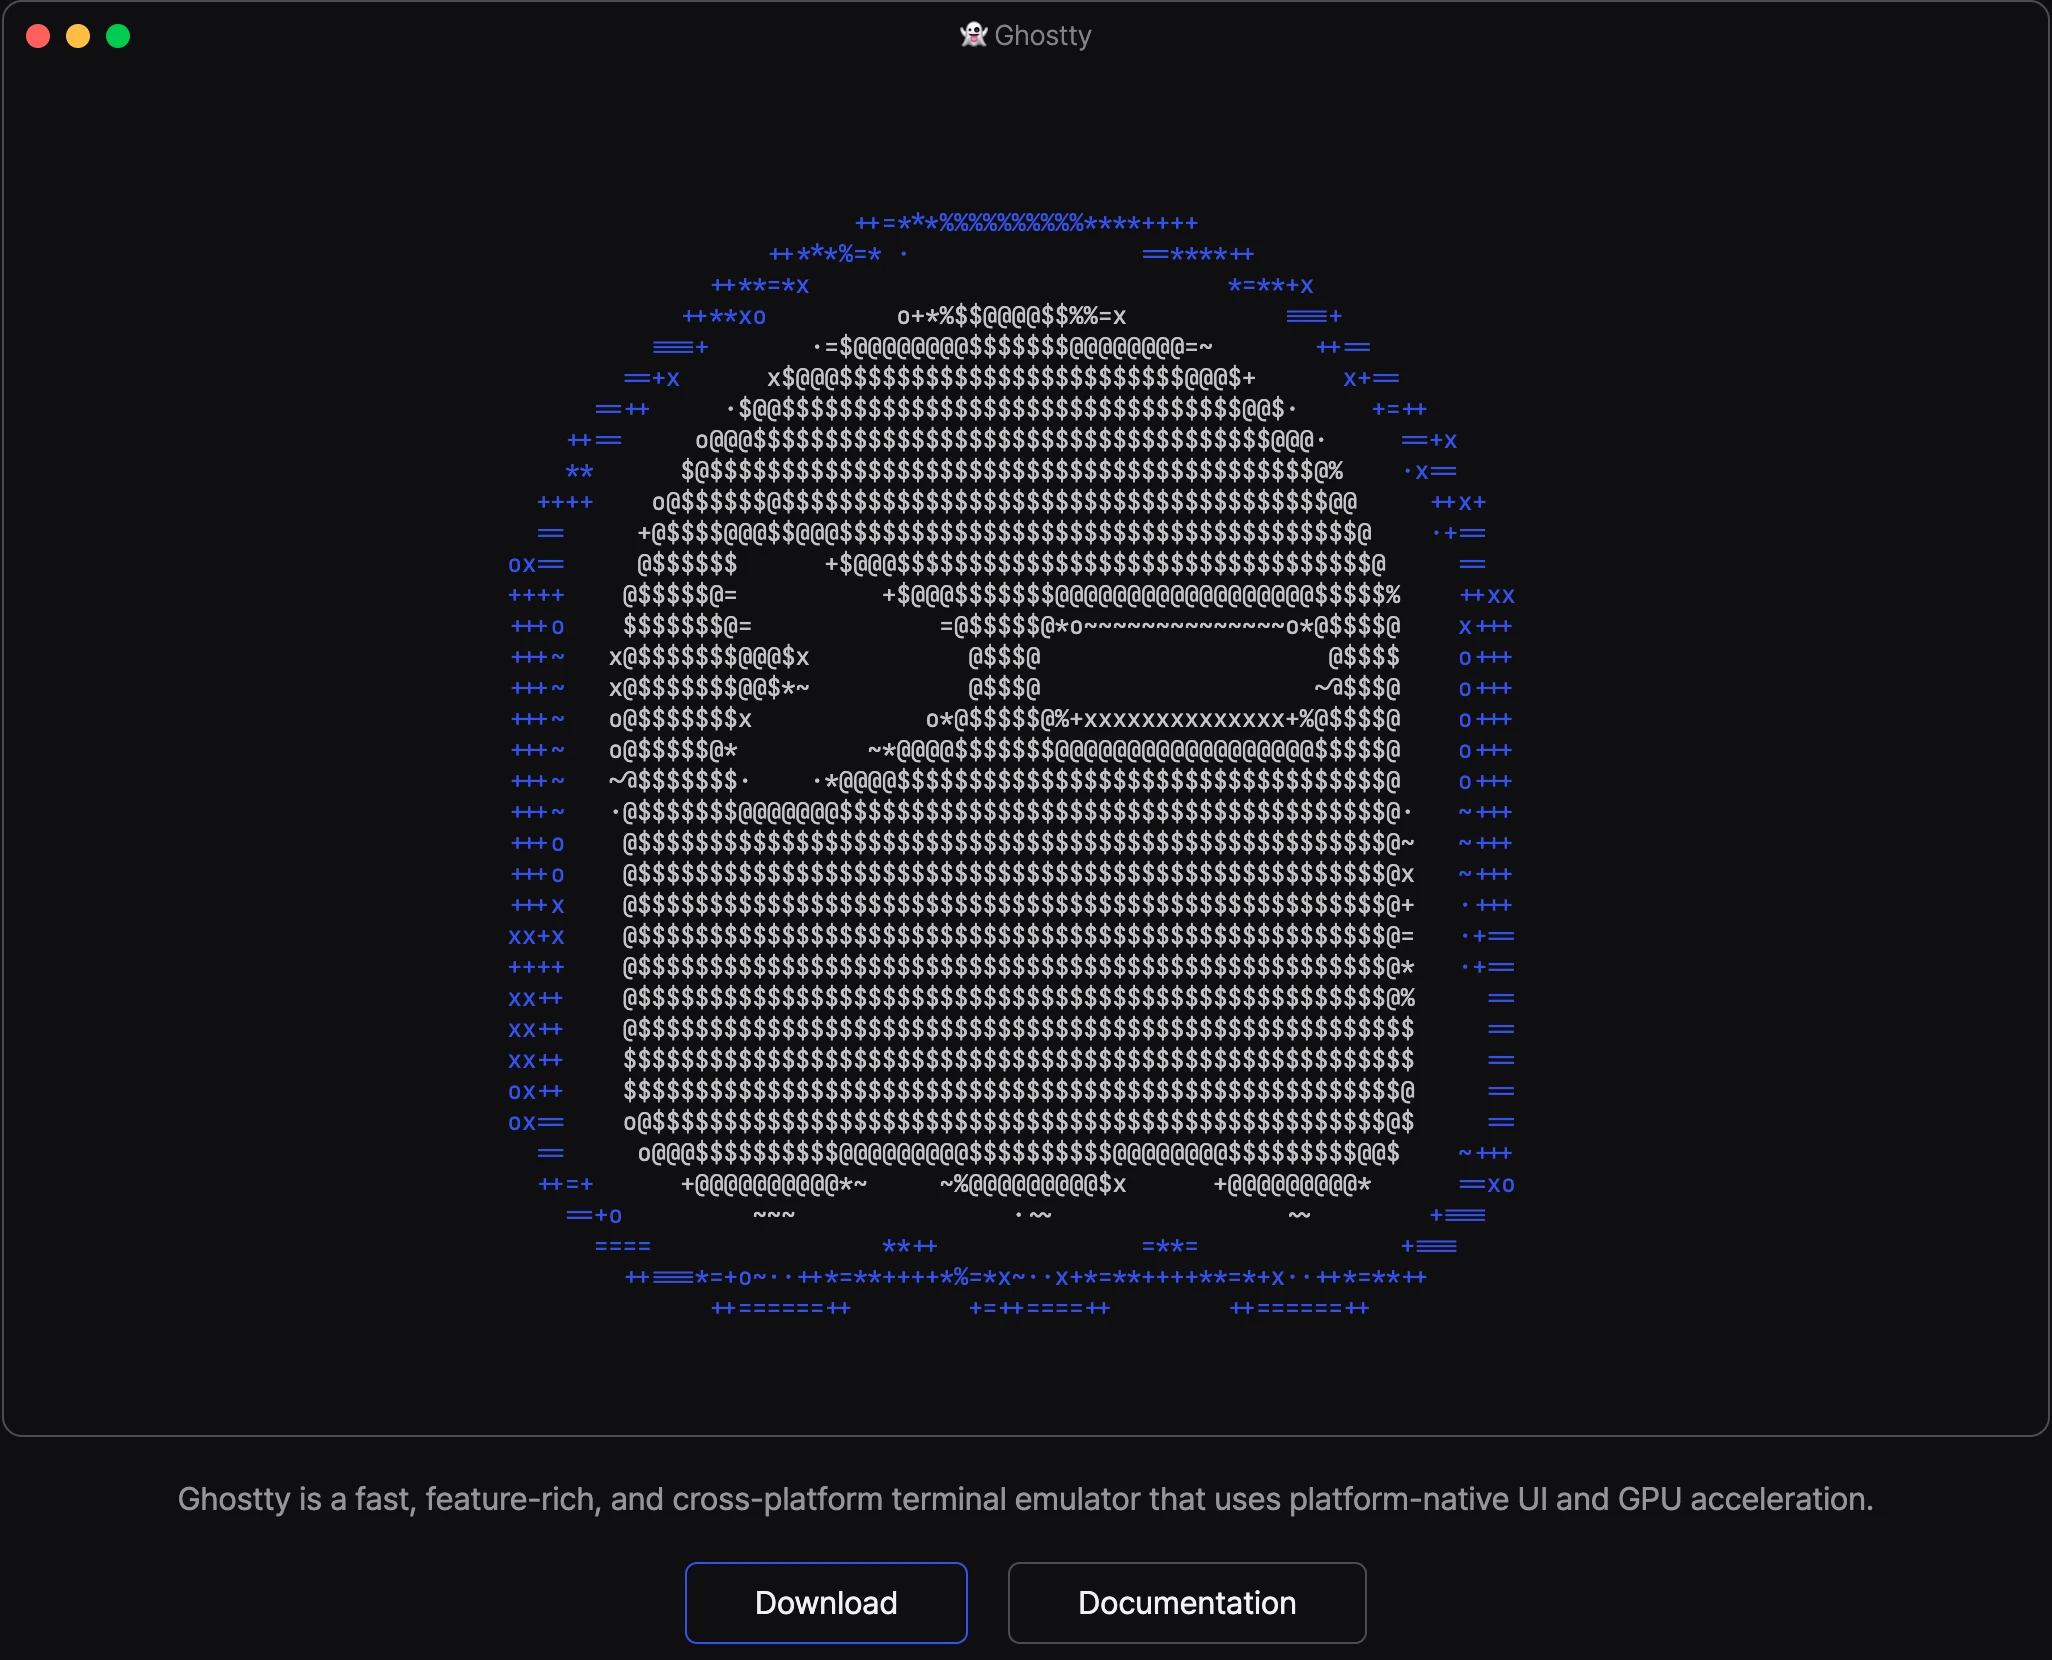 👻 Ghostty
Ghostty is a fast, feature-rich, and cross-platform terminal emulator that uses platform-native UI and GPU acceleration.
Download
Documentation